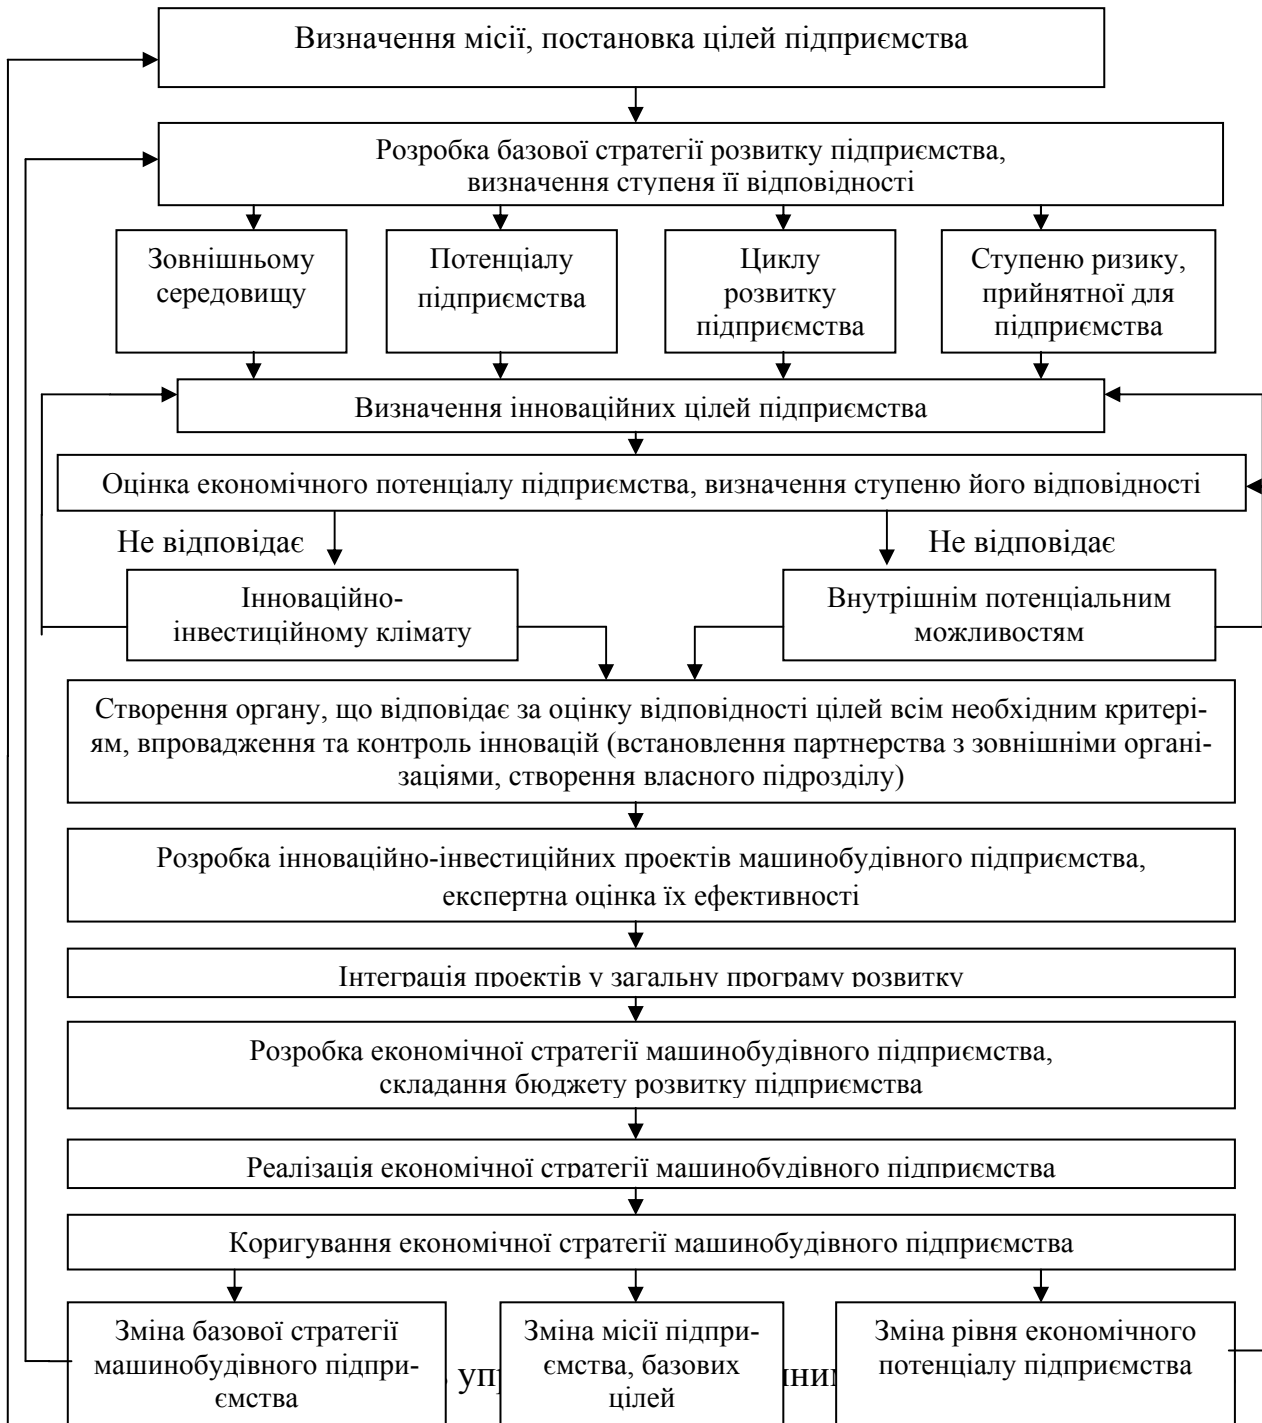 Визначення місії, постановка цілей підприємства
Розробка базової стратегії розвитку підприємства,
визначення ступеня її відповідності
Зовнішньому
середовищу
Потенціалу
підприємства
Циклу
розвитку
підприємства
Ступеню ризику,
прийнятної для
підприємства
Визначення інноваційних цілей підприємства
Оцінка економічного потенціалу підприємства, визначення ступеню його відповідності
Не відповідає
Не відповідає
Інноваційно-
інвестиційному клімату
Внутрішнім потенціальним
можливостям
Створення органу, що відповідає за оцінку відповідності цілей всім необхідним критері-
ям, впровадження та контроль інновацій (встановлення партнерства з зовнішніми органі-
заціями, створення власного підрозділу)
Розробка інноваційно-інвестиційних проектів машинобудівного підприємства,
експертна оцінка їх ефективності
Інтеграція проектів у загальну програму розвитку
Розробка економічної стратегії машинобудівного підприємства,
складання бюджету розвитку підприємства
Реалізація економічної стратегії машинобудівного підприємства
Коригування економічної стратегії машинобудівного підприємства
Зміна базової стратегії
машинобудівного підпри-
ємства
Зміна місії підпри-
ємства, базових
цілей
Зміна рівня економічного
потенціалу підприємства